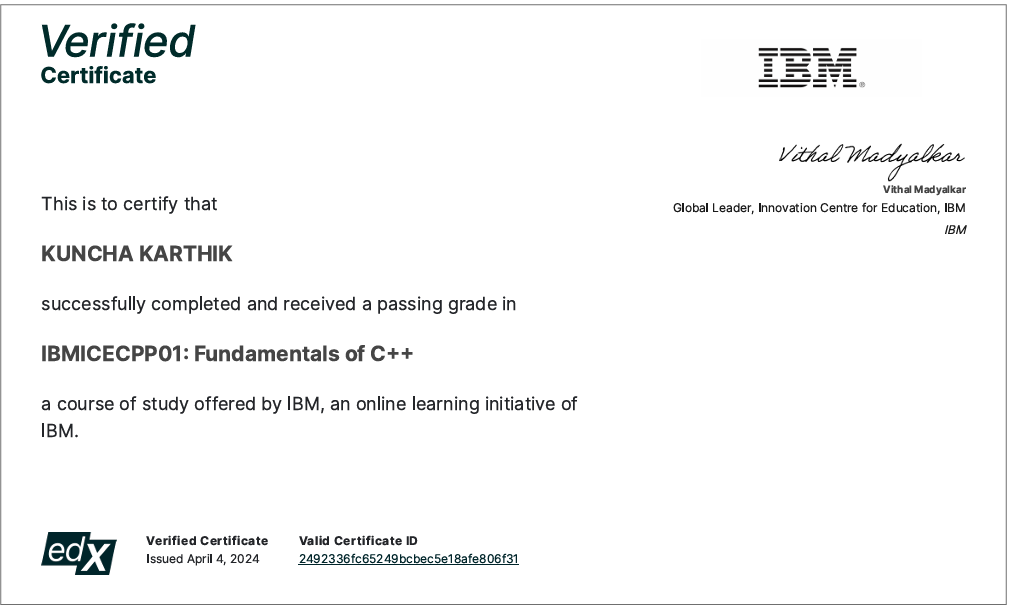 Verified
Certificate
IBM®
Vithal Madyalkar
Vithal Madyalkar
Global Leader, Innovation Centre for Education, IBM
IBM
This is to certify that
KUNCHA KARTHIK
successfully completed and received a passing grade in
IBMICECPP01: Fundamentals of C++
a course of study offered by IBM, an online learning initiative of
IBM.
edX
Verified Certificate
Issued April 4, 2024
Valid Certificate ID
2492336fc65249bcbec5e18afe806f31